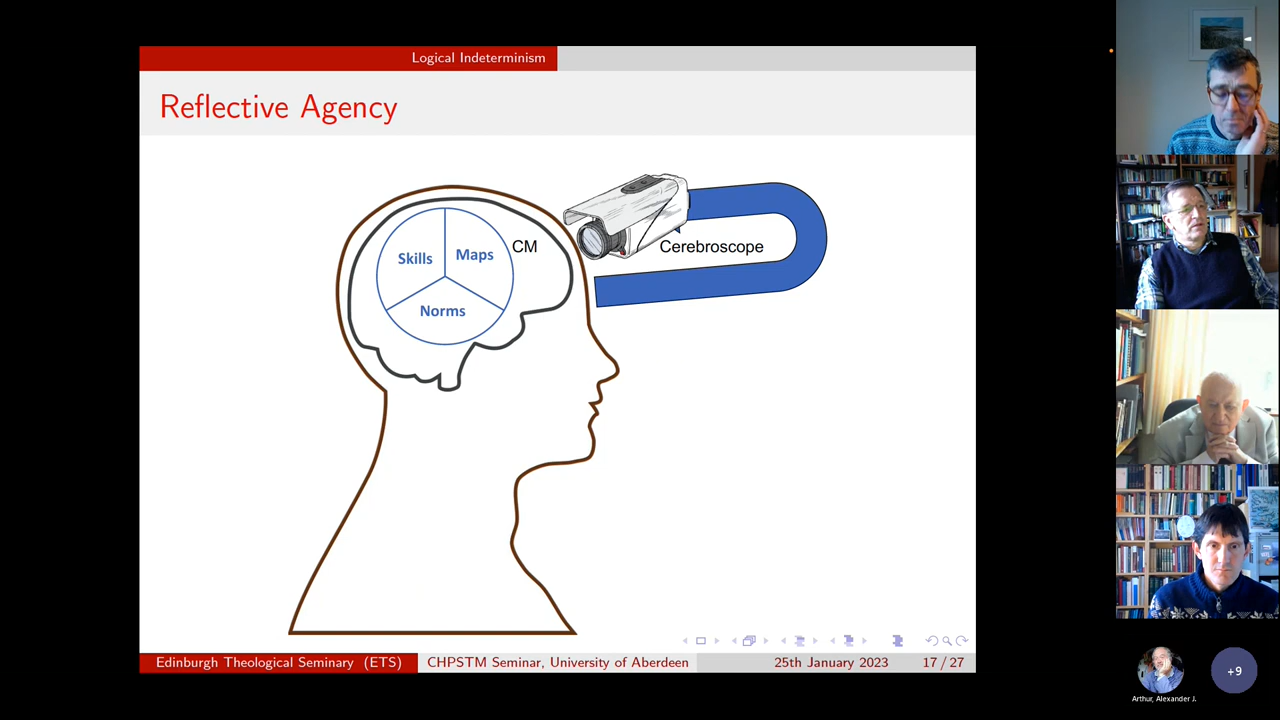 Logical Indeterminism
Reflective Agency
Skills
Maps
CM
Norms
Cerebroscope
Edinburgh Theological Seminary (ETS)
CHPSTM Seminar, University of Aberdeen
25th January 2023
17 / 27
+9
Arthur, Alexander J.